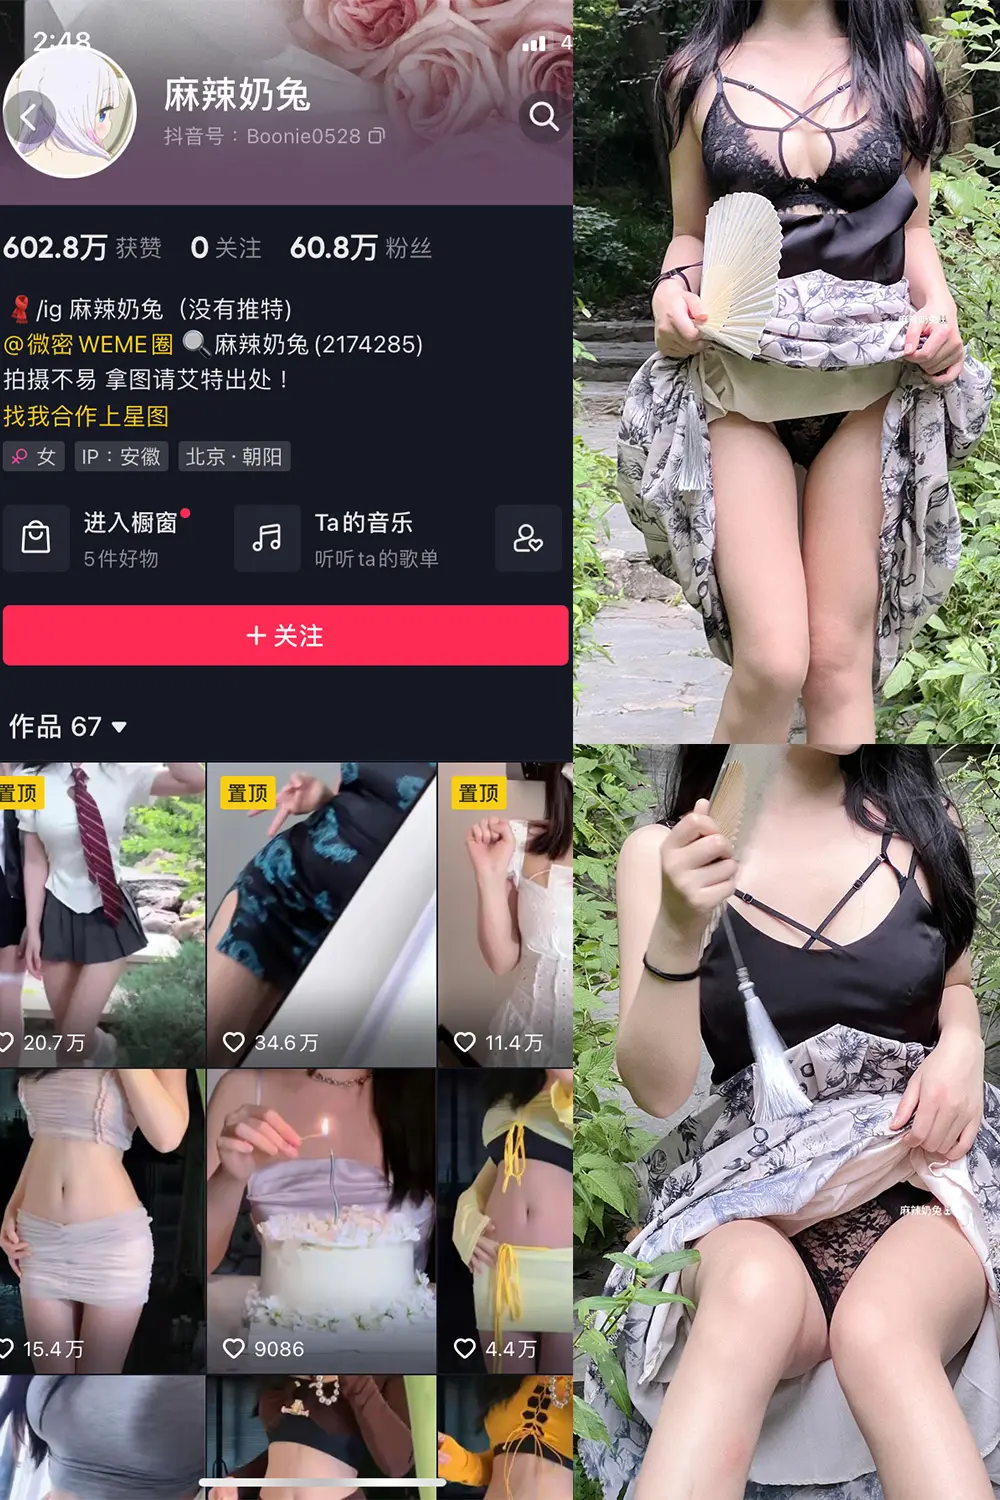 2:48
4
麻辣奶兔
抖音号：Boonie0528
602.8万 获赞 0 关注 60.8万 粉丝
/ig 麻辣奶兔（没有推特)
@微密 WEME圈 麻辣奶兔 (2174285)
拍摄不易 拿图请艾特出处！
找我合作上星图
女 IP：安徽 北京·朝阳
进入橱窗 Ta的音乐
5件好物 听听ta的歌单
+ 关注
作品 67
置顶 置顶 置顶
20.7万 34.6万 11.4万
15.4万 9086 4.4万
麻辣奶兔